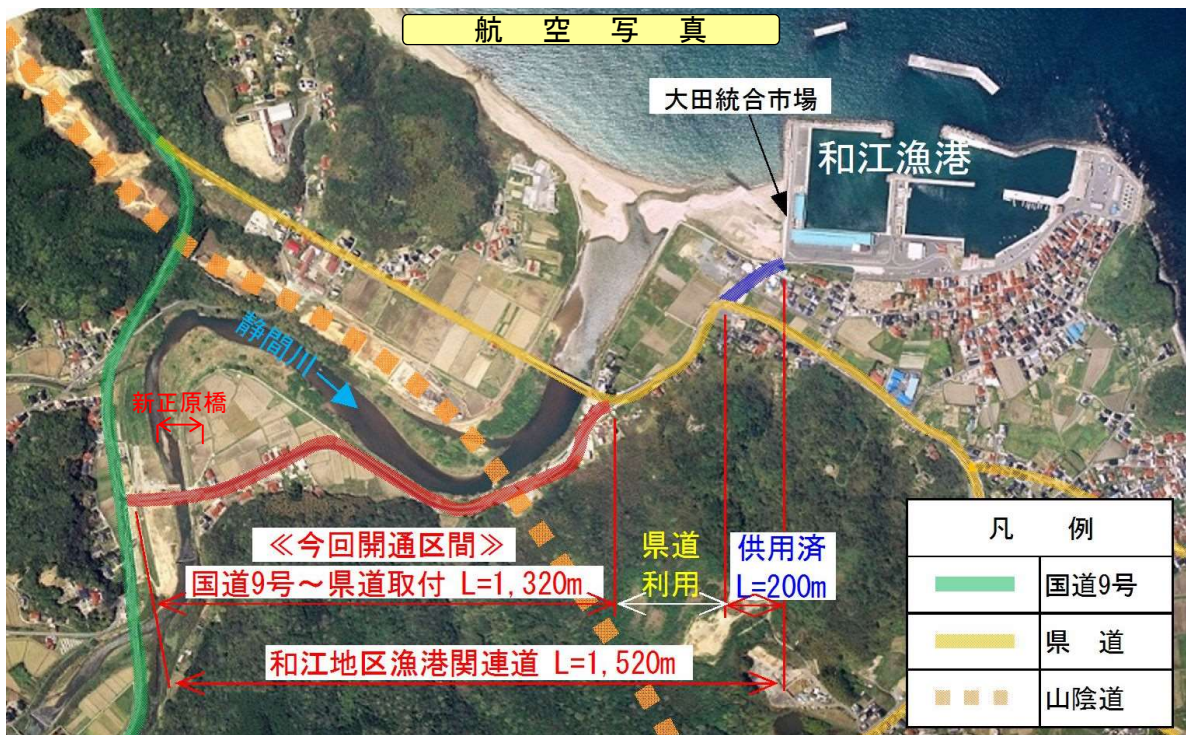 航空写真
大田統合市場
和江漁港
静間川
新正原橋
≪今回開通区間≫
国道9号～県道取付 L=1,320m
県道
利用
供用済
L=200m
和江地区漁港関連道 L=1,520m
凡 例
国道9号
県 道
山陰道